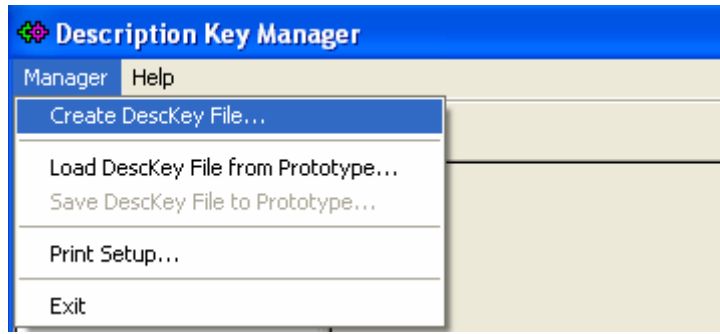 Description Key Manager
Manager Help
Create DescKey File...
Load DescKey File from Prototype...
Save DescKey File to Prototype...
Print Setup...
Exit